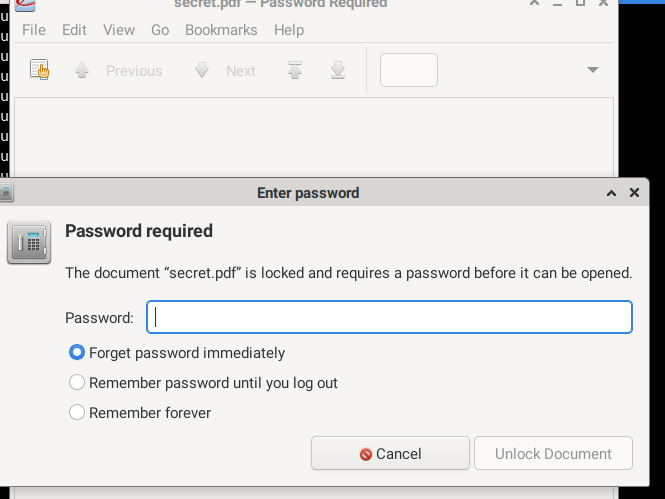 secret.pdf — Password Required
File Edit View Go Bookmarks Help
Previous Next
Enter password
Password required
The document “secret.pdf” is locked and requires a password before it can be opened.
Password:
Forget password immediately
Remember password until you log out
Remember forever
Cancel Unlock Document